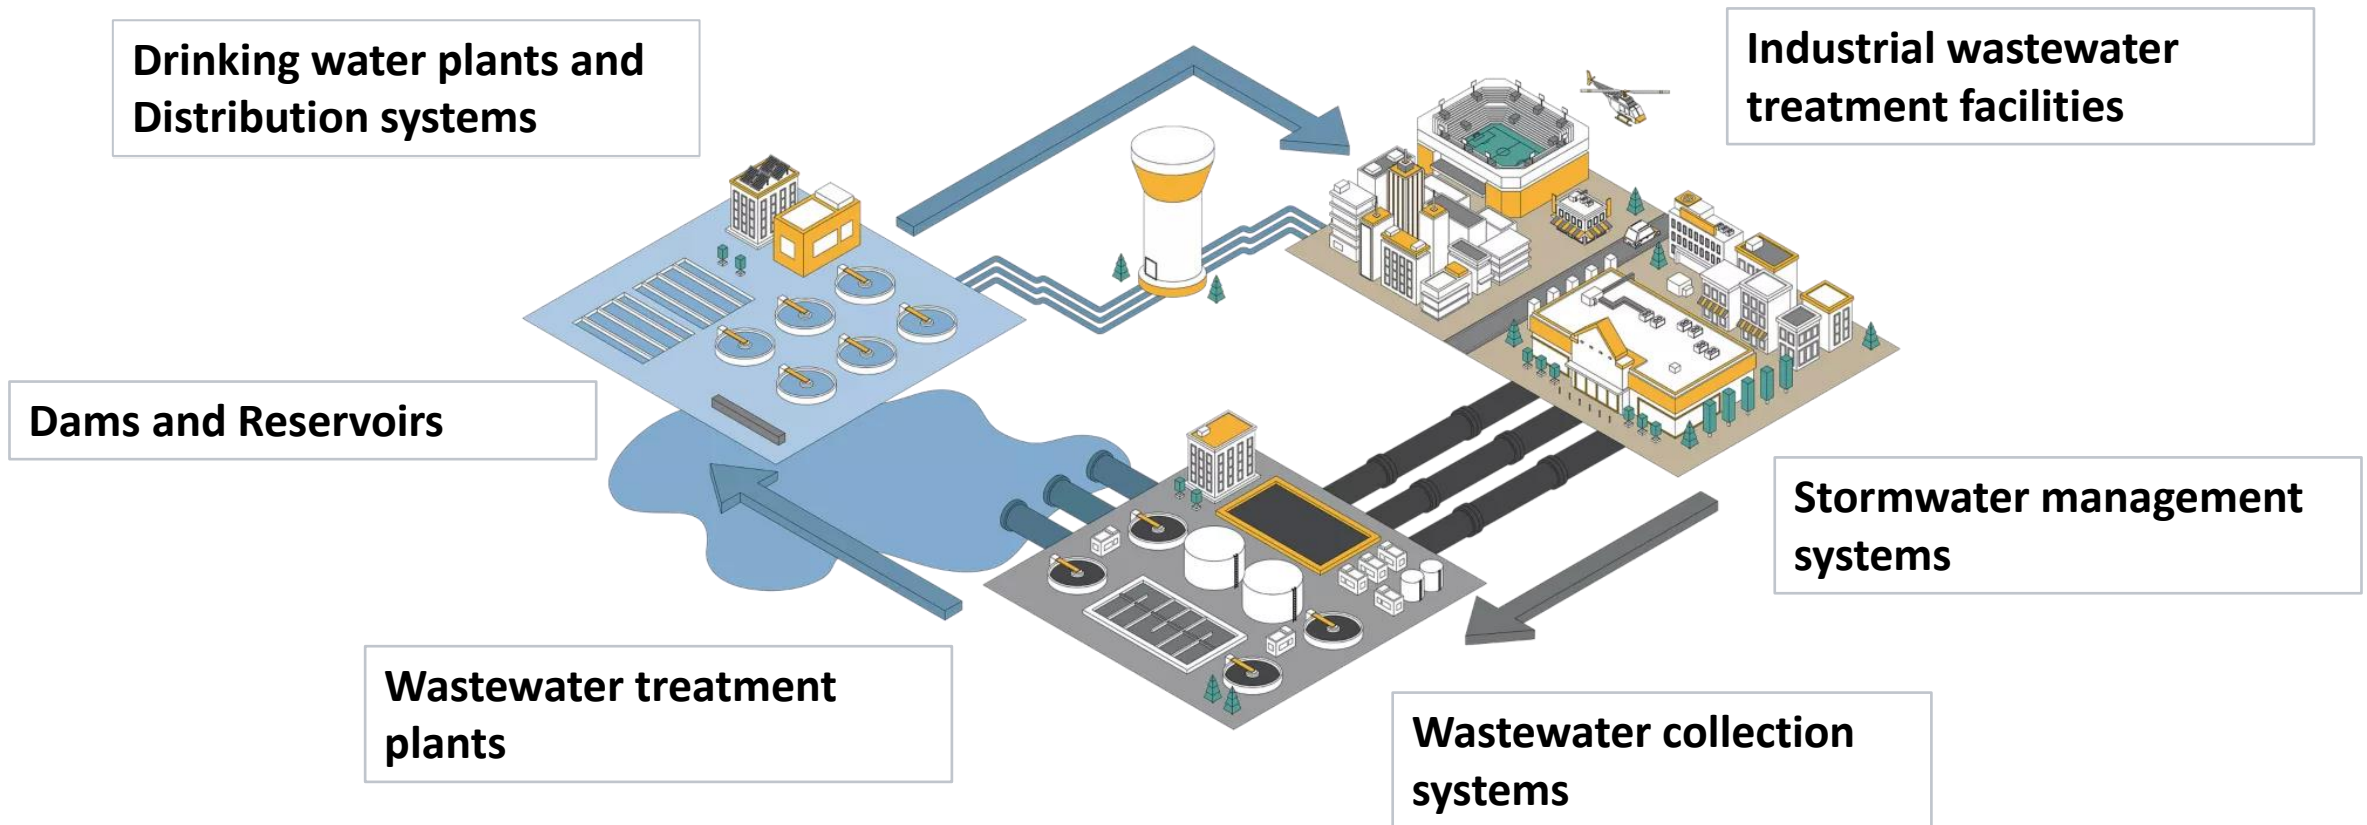 Drinking water plants and
Distribution systems
Industrial wastewater
treatment facilities
Dams and Reservoirs
Stormwater management
systems
Wastewater treatment
plants
Wastewater collection
systems